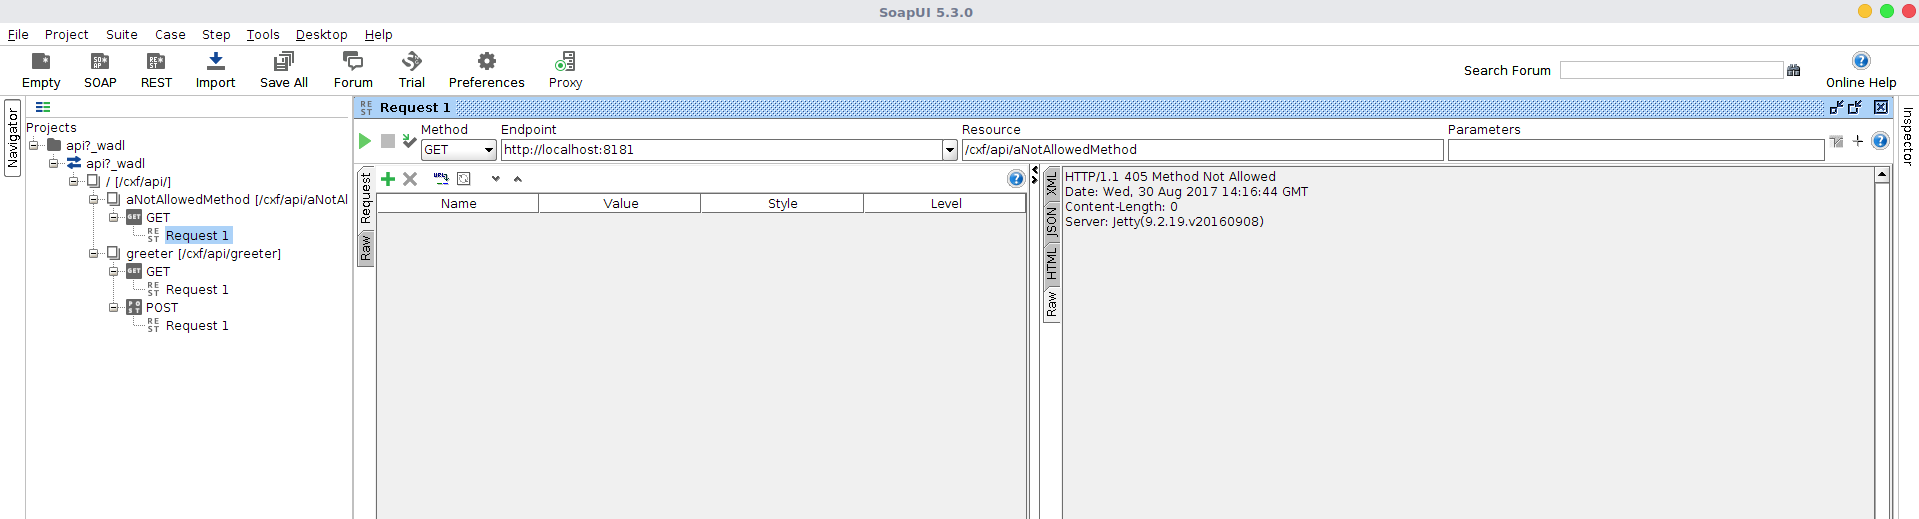 SoapUI 5.3.0
File Project Suite Case Step Tools Desktop Help
Empty SOAP REST Import Save All Forum Trial Preferences Proxy
Search Forum
Online Help
Navigator
Projects
api?_wadl
api?_wadl
/ [/cxf/api/]
aNotAllowedMethod [/cxf/api/aNotAl
GET
Request 1
greeter [/cxf/api/greeter]
GET
Request 1
POST
Request 1
REST Request 1
Method Endpoint Resource Parameters
GET http://localhost:8181 /cxf/api/aNotAllowedMethod
Request
Raw
Name Value Style Level
XML
JSON
HTML
Raw
HTTP/1.1 405 Method Not Allowed
Date: Wed, 30 Aug 2017 14:16:44 GMT
Content-Length: 0
Server: Jetty(9.2.19.v20160908)
Inspector